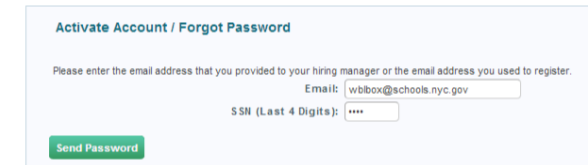 Activate Account / Forgot Password
Please enter the email address that you provided to your hiring manager or the email address you used to register.
Email: wblbox@schools.nyc.gov
SSN (Last 4 Digits): ••••
Send Password